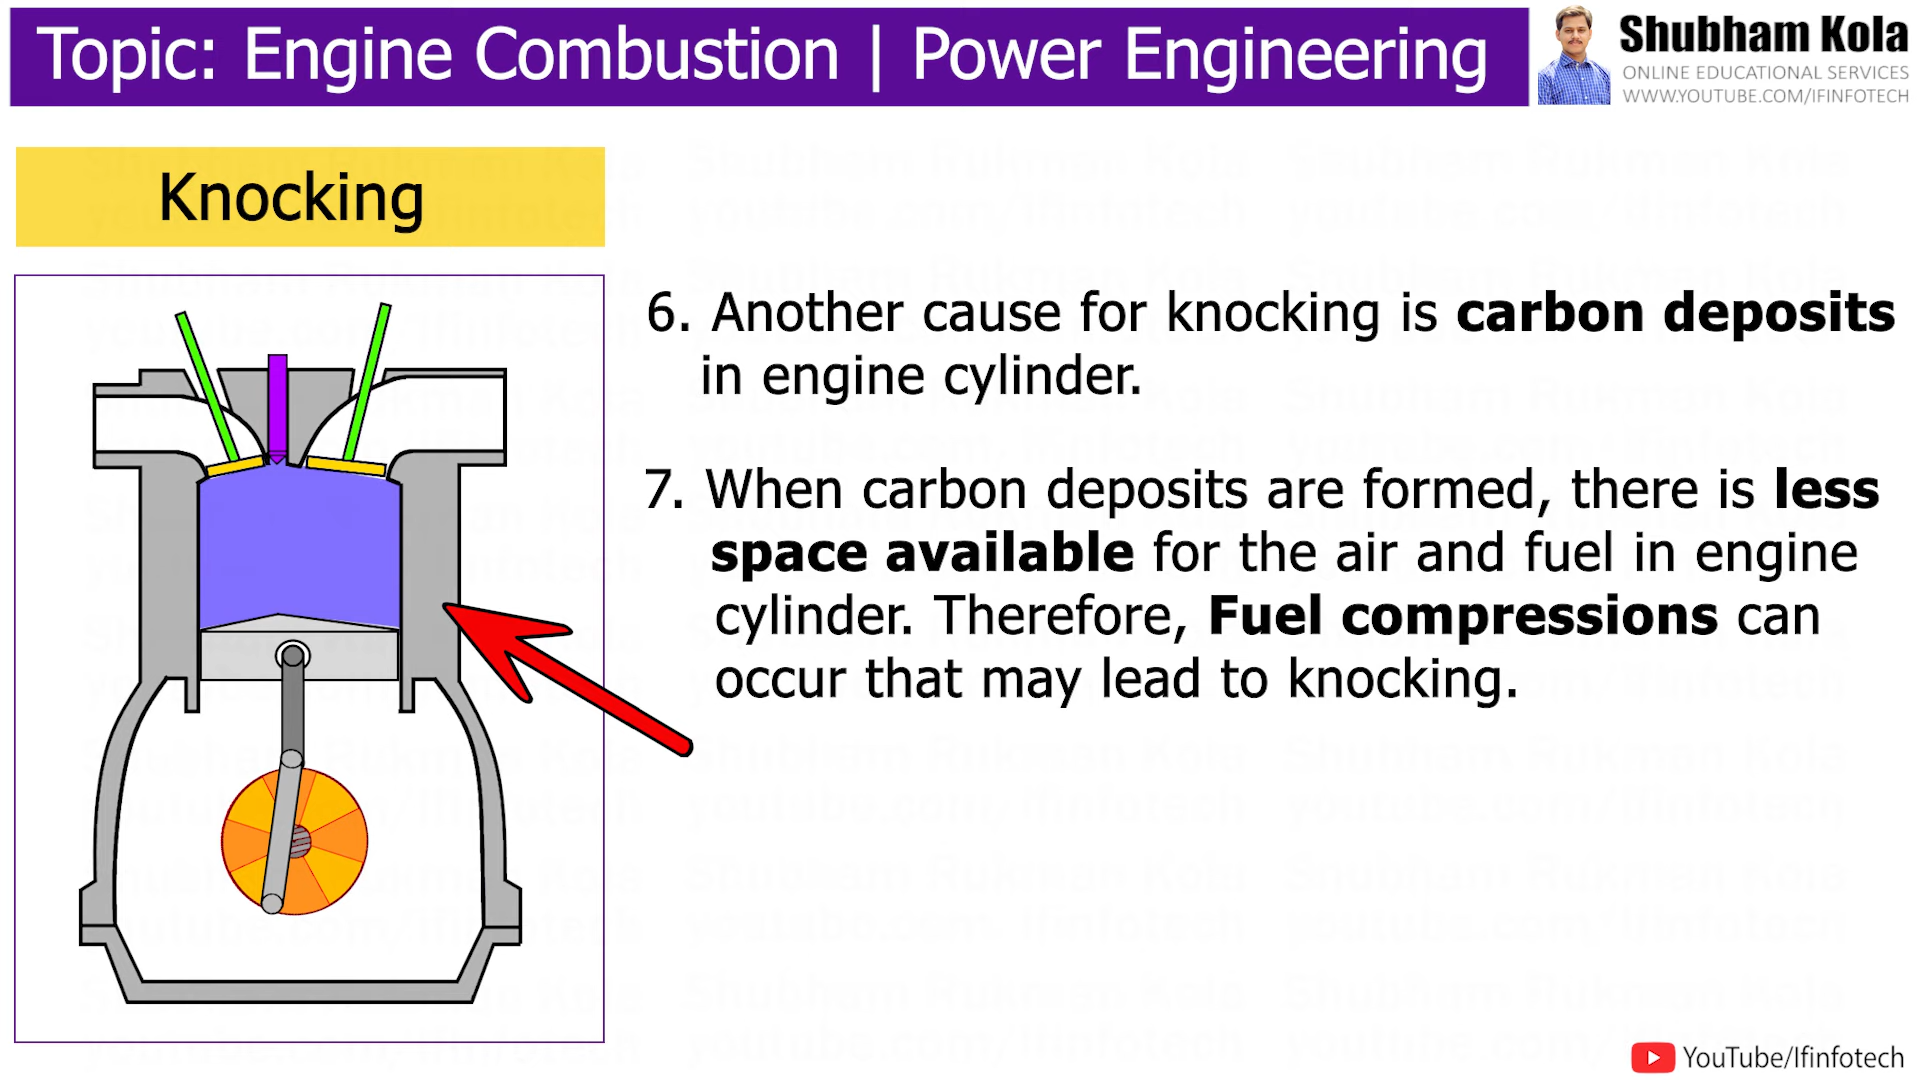 Topic: Engine Combustion | Power Engineering
Shubham Kola
ONLINE EDUCATIONAL SERVICES
WWW.YOUTUBE.COM/IFINFOTECH
Knocking
6. Another cause for knocking is carbon deposits
in engine cylinder.
7. When carbon deposits are formed, there is less
space available for the air and fuel in engine
cylinder. Therefore, Fuel compressions can
occur that may lead to knocking.
YouTube/Ifinfotech